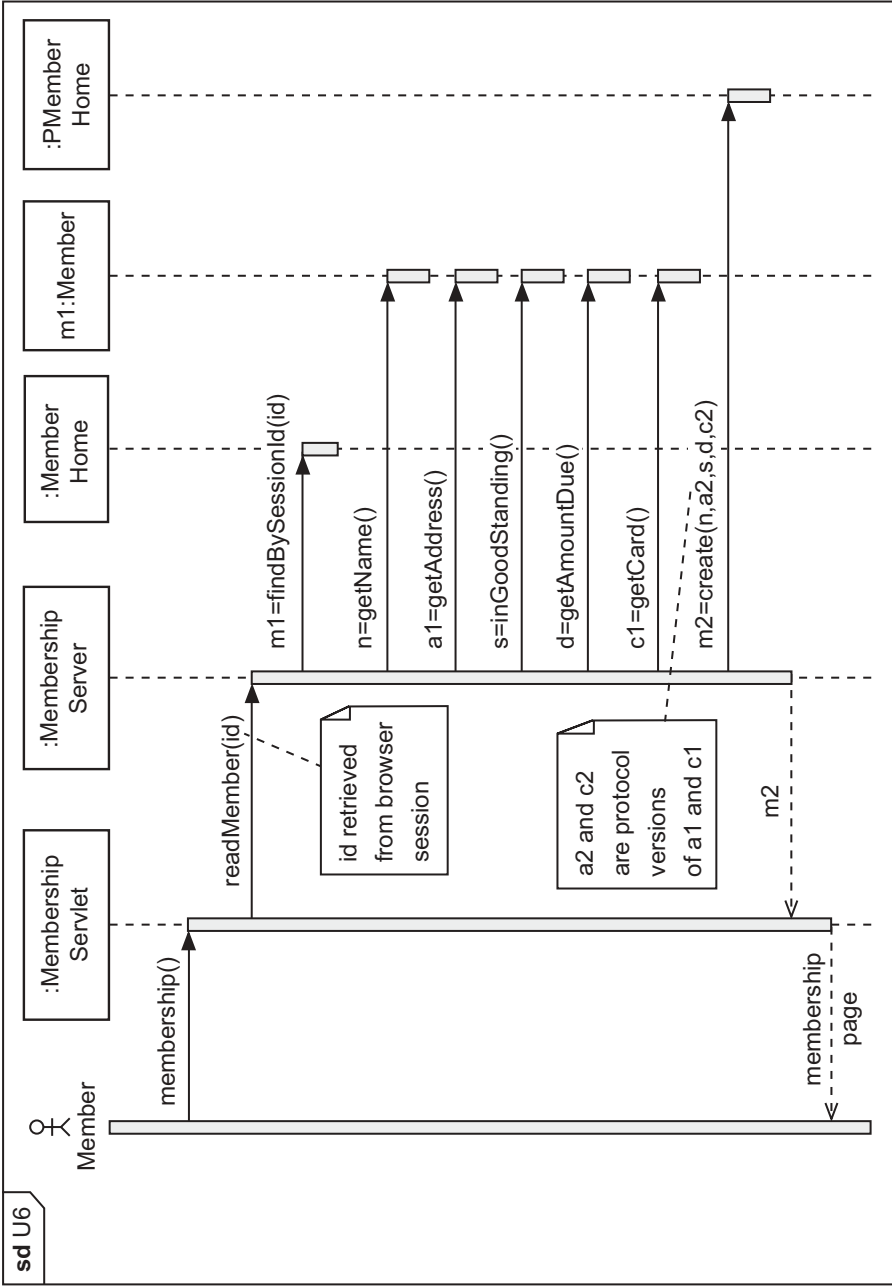 sd U6
Member
:Membership
Servlet
:Membership
Server
:Member
Home
m1:Member
:PMember
Home
membership()
readMember(id)
m1=findBySessionId(id)
id retrieved
from browser
session
n=getName()
a1=getAddress()
s=inGoodStanding()
d=getAmountDue()
c1=getCard()
a2 and c2
are protocol
versions
of a1 and c1
m2=create(n,a2,s,d,c2)
m2
membership
page